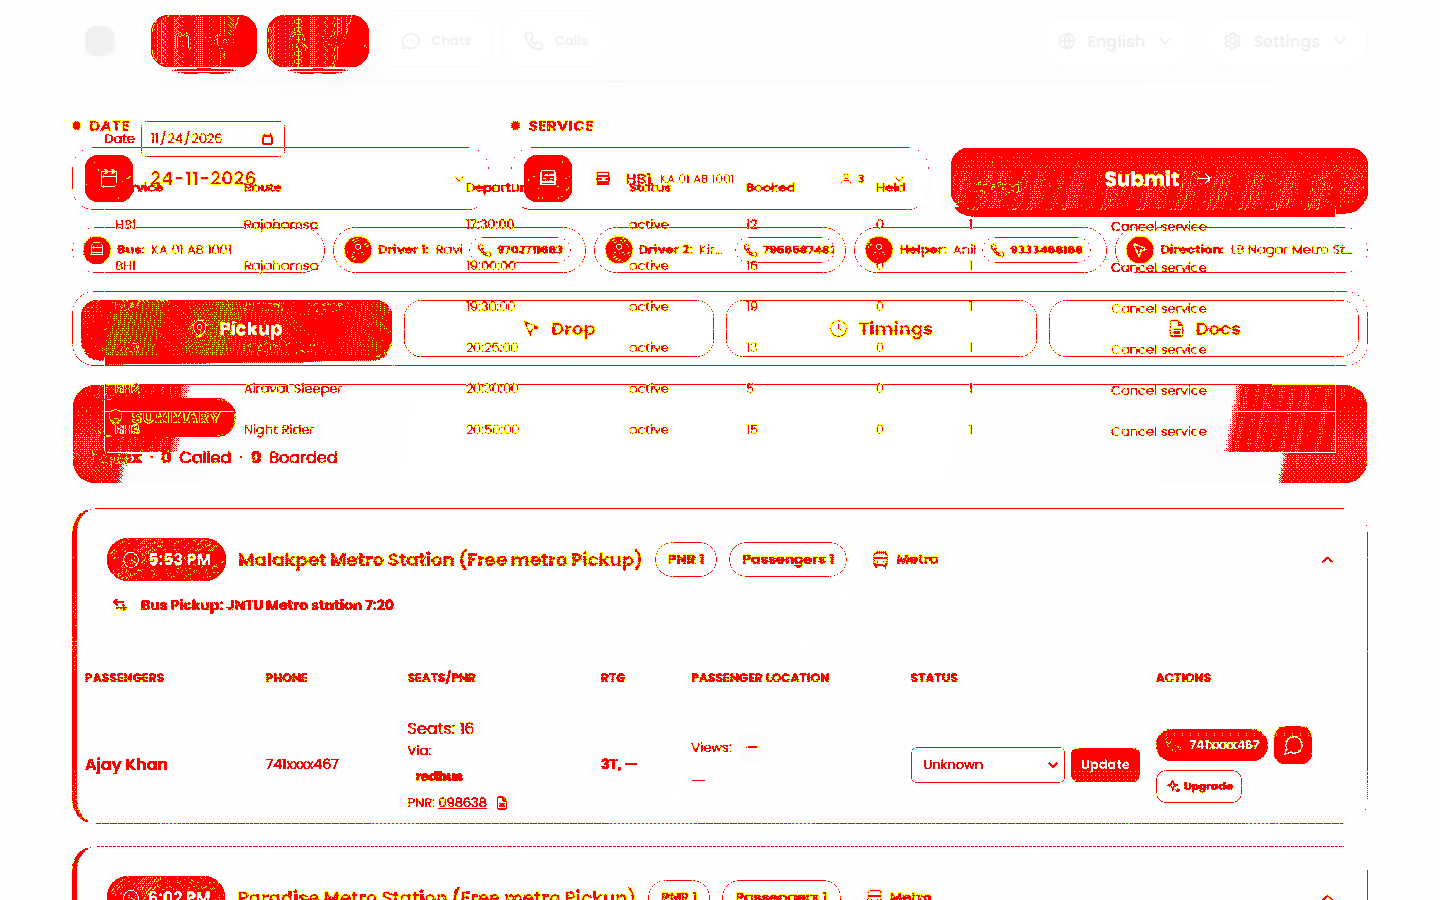 Chats Calls English Settings
DATE SERVICE
Date 11/24/2026
24-11-2026 HS1 KA 01 AB 1001 3 Submit
Route Status Booked Held
HS1 Rajahamsa 17:30:00 active 12 0 1 Cancel service
Bus: KA 01 AB 1001 Driver 1: Ravi Driver 2: Kir... Helper: Anil 9333468168 Direction: LB Nagar Metro St...
BH1 Rajahamsa 19:00:00 active 16 0 1 Cancel service
19:30:00 active 19 0 1 Cancel service
Pickup Drop Timings Docs
20:25:00 active 13 0 1 Cancel service
Airavat Sleeper 20:30:00 active 5 0 1 Cancel service
SUMMARY
Night Rider 20:50:00 active 15 0 1 Cancel service
· 0 Called · 0 Boarded
5:53 PM Malakpet Metro Station (Free metro Pickup) PNR 1 Passengers 1 Metro
Bus Pickup: JNTU Metro station 7:20
PASSENGERS PHONE SEATS/PNR RTG PASSENGER LOCATION STATUS ACTIONS
Seats: 16
Via:
redbus
PNR: 098638
Ajay Khan 741xxxx467 3T, — Views: — — Unknown Update 741xxxx467
Upgrade
6:02 PM Paradise Metro Station (Free metro Pickup) PNR 1 Passengers 1 Metro